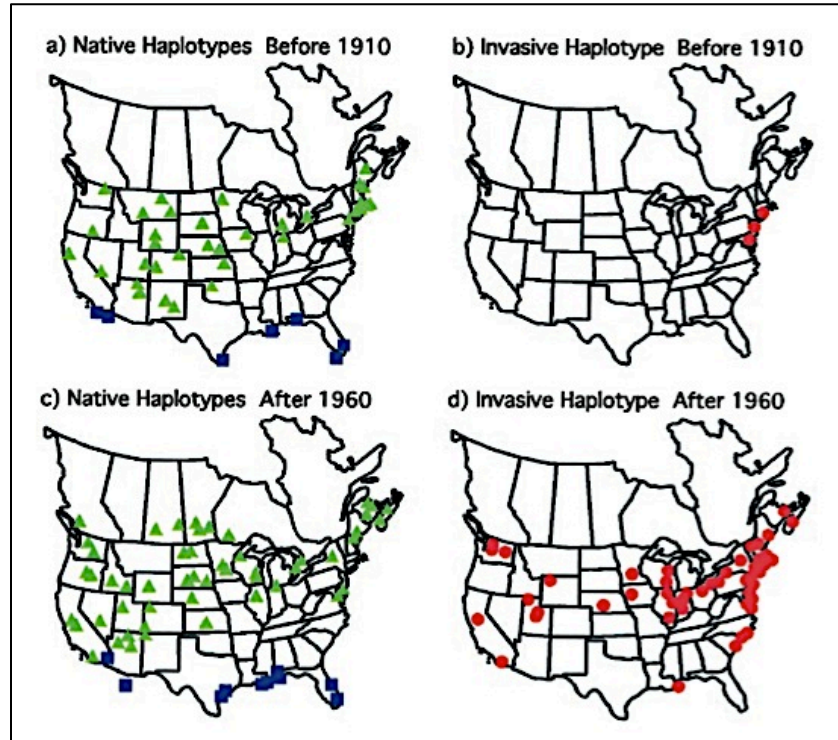 a) Native Haplotypes Before 1910
b) Invasive Haplotype Before 1910
c) Native Haplotypes After 1960
d) Invasive Haplotype After 1960